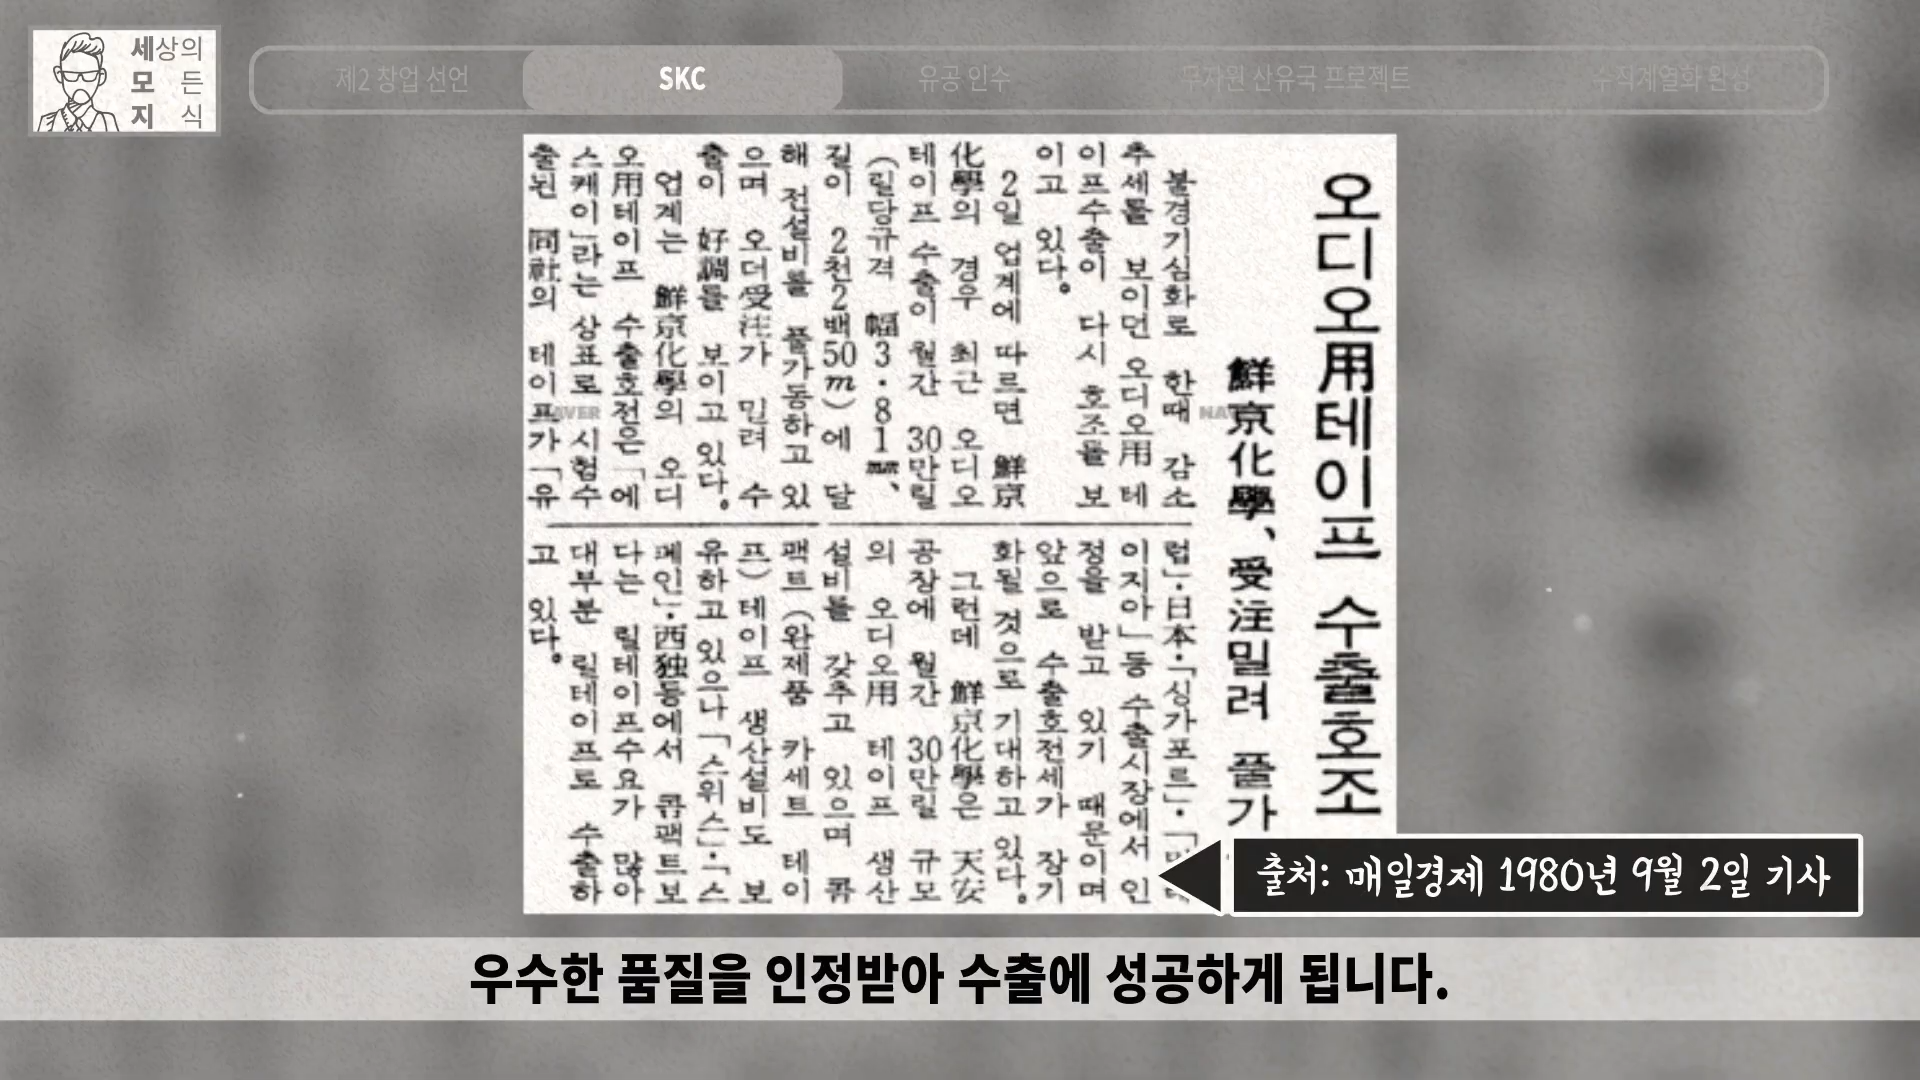 세상의
모든
지식
제2 창업 선언
SKC
유공 인수
무자원 산유국 프로젝트
수직계열화 완성
오디오用테이프 수출호조
鮮京化學、受注밀려 풀가
불경기심화로 한때 감소
추세를 보이던 오디오用테
이프수출이 다시 호조를 보
이고 있다。
2일 업계에 따르면 鮮京
化學의 경우 최근 오디오
테이프 수출이 월간 30만릴
(릴당규격 幅3·81㎜、
길이 2천2백50m)에 달
해 전설비를 풀가동하고 있
으며 오더受注가 밀려 수
출이 好調를 보이고 있다。
업계는 鮮京化學의 오디
오用테이프 수출호전은 「에
스케이」라는 상표로 시험수
출된 同社의 테이프가 「유
럽」·日本·「싱가포르」·「말레
이지아」등 수출시장에서 인
정을 받고 있기 때문이며
앞으로 수출호전세가 장기
화될 것으로 기대하고 있다。
그런데 鮮京化學은 天安
공장에 월간 30만릴 규모
의 오디오用 테이프 생산
설비를 갖추고 있으며 콤
팩트(완제품 카세트 테이
프)테이프 생산설비도 보
유하고 있으나 「스위스」·「스
페인」·西独등에서 콤팩트보
다는 릴테이프수요가 많아
대부분 릴테이프로 수출하
고 있다。
NAVER
출처: 매일경제 1980년 9월 2일 기사
우수한 품질을 인정받아 수출에 성공하게 됩니다.